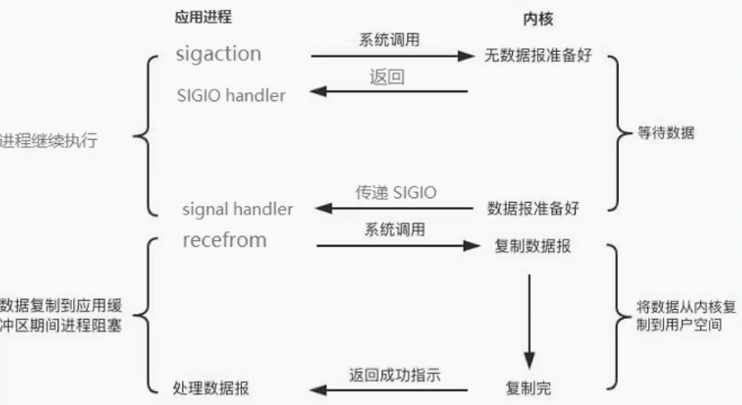 应用进程
内核
sigaction
系统调用
无数据报准备好
SIGIO handler
返回
进程继续执行
等待数据
signal handler
传递 SIGIO
数据报准备好
recefrom
系统调用
复制数据报
数据复制到应用缓
冲区期间进程阻塞
将数据从内核复
制到用户空间
处理数据报
返回成功指示
复制完